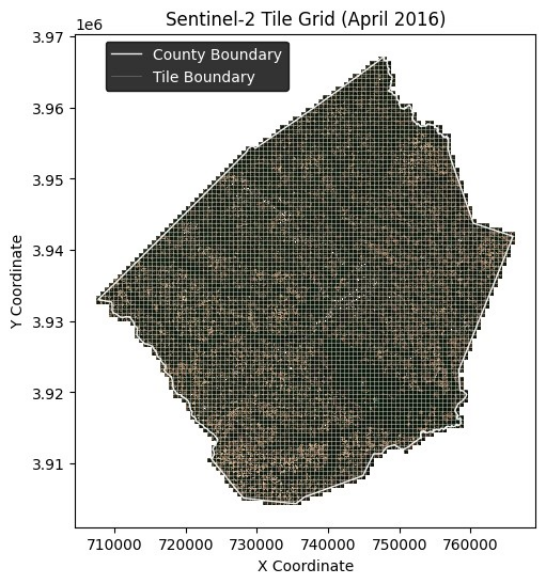 Sentinel-2 Tile Grid (April 2016)
1e6
3.97
County Boundary
Tile Boundary
3.96
3.95
3.94
3.93
3.92
3.91
Y Coordinate
710000 720000 730000 740000 750000 760000
X Coordinate